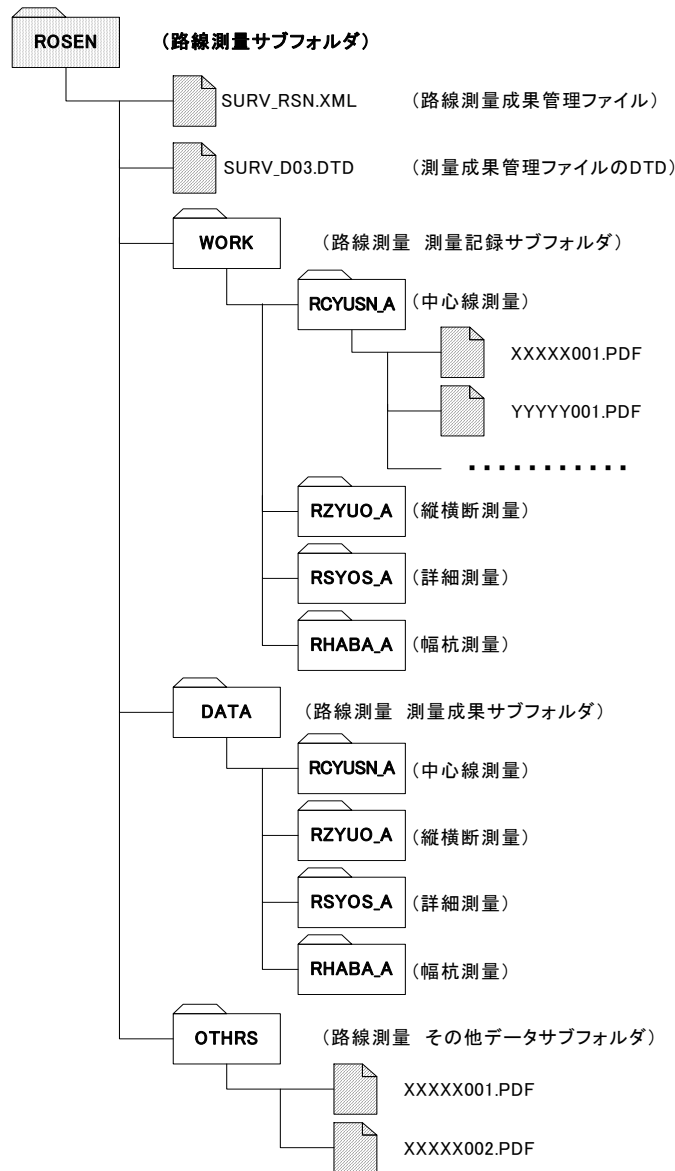 ROSEN （路線測量サブフォルダ）
SURV_RSN.XML （路線測量成果管理ファイル）
SURV_D03.DTD （測量成果管理ファイルのDTD）
WORK （路線測量 測量記録サブフォルダ）
RCYUSN_A （中心線測量）
XXXXX001.PDF
YYYYY001.PDF
・・・・・・・・・・・
RZYUO_A （縦横断測量）
RSYOS_A （詳細測量）
RHABA_A （幅杭測量）
DATA （路線測量 測量成果サブフォルダ）
RCYUSN_A （中心線測量）
RZYUO_A （縦横断測量）
RSYOS_A （詳細測量）
RHABA_A （幅杭測量）
OTHRS （路線測量 その他データサブフォルダ）
XXXXX001.PDF
XXXXX002.PDF